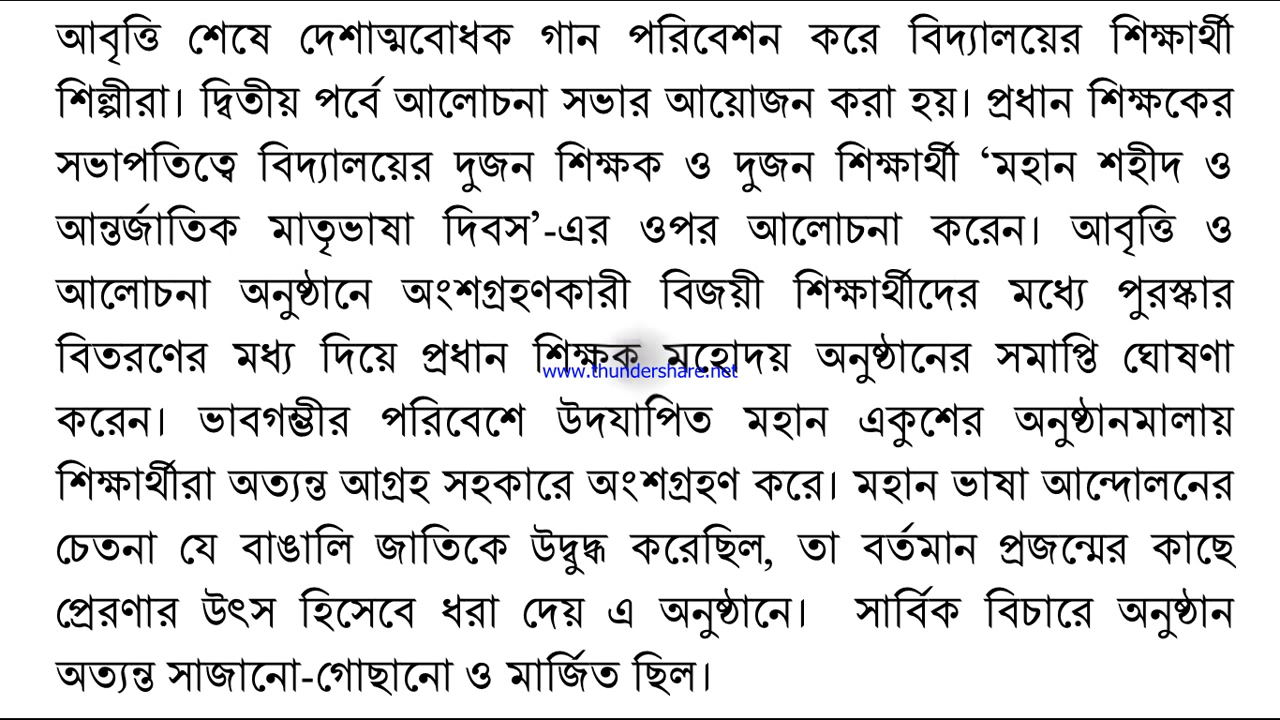 আবৃত্তি শেষে দেশাত্মবোধক গান পরিবেশন করে বিদ্যালয়ের শিক্ষার্থী
শিল্পীরা। দ্বিতীয় পর্বে আলোচনা সভার আয়োজন করা হয়। প্রধান শিক্ষকের
সভাপতিত্বে বিদ্যালয়ের দুজন শিক্ষক ও দুজন শিক্ষার্থী ‘মহান শহীদ ও
আন্তর্জাতিক মাতৃভাষা দিবস’-এর ওপর আলোচনা করেন। আবৃত্তি ও
আলোচনা অনুষ্ঠানে অংশগ্রহণকারী বিজয়ী শিক্ষার্থীদের মধ্যে পুরস্কার
বিতরণের মধ্য দিয়ে প্রধান শিক্ষক মহোদয় অনুষ্ঠানের সমাপ্তি ঘোষণা
www.thundershare.net
করেন। ভাবগম্ভীর পরিবেশে উদযাপিত মহান একুশের অনুষ্ঠানমালায়
শিক্ষার্থীরা অত্যন্ত আগ্রহ সহকারে অংশগ্রহণ করে। মহান ভাষা আন্দোলনের
চেতনা যে বাঙালি জাতিকে উদ্বুদ্ধ করেছিল, তা বর্তমান প্রজন্মের কাছে
প্রেরণার উৎস হিসেবে ধরা দেয় এ অনুষ্ঠানে। সার্বিক বিচারে অনুষ্ঠান
অত্যন্ত সাজানো-গোছানো ও মার্জিত ছিল।